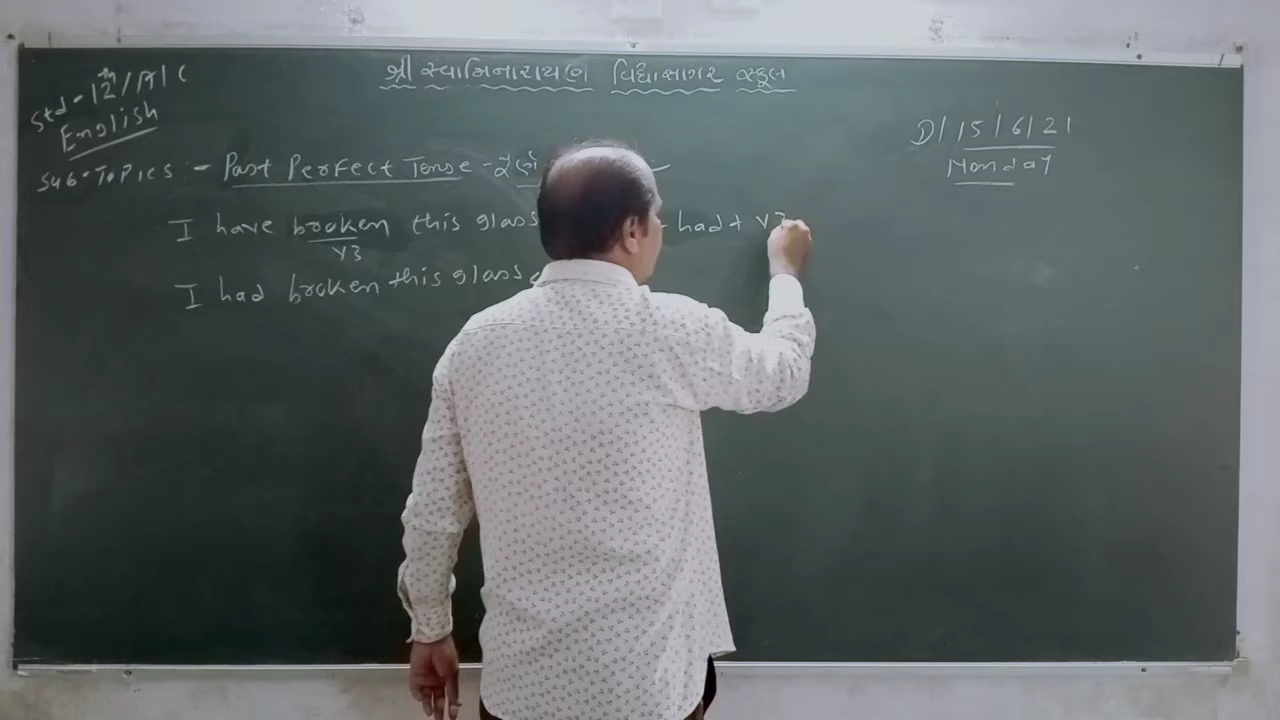 શ્રી સ્વામિનારાયણ વિદ્યાસાગર સ્કૂલ
Std - 12th / A / C
English
D / 15 / 6 / 21
Monday
Sub. Topics - Past Perfect Tense -
I have broken this glass - had + V3
V3
I had broken this glass